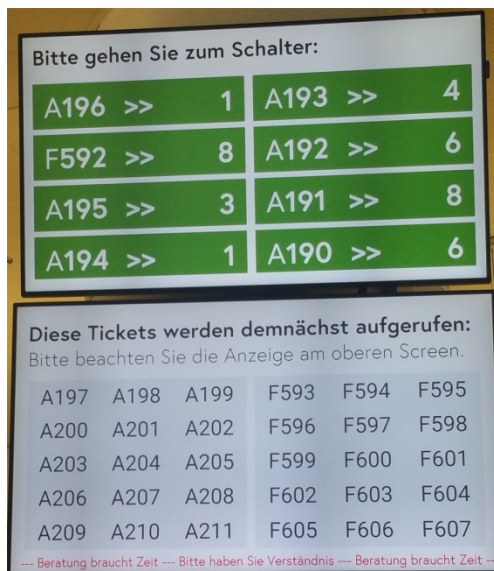 Bitte gehen Sie zum Schalter:
A196 >> 1 A193 >> 4
F592 >> 8 A192 >> 6
A195 >> 3 A191 >> 8
A194 >> 1 A190 >> 6
Diese Tickets werden demnächst aufgerufen:
Bitte beachten Sie die Anzeige am oberen Screen.
A197 A198 A199 F593 F594 F595
A200 A201 A202 F596 F597 F598
A203 A204 A205 F599 F600 F601
A206 A207 A208 F602 F603 F604
A209 A210 A211 F605 F606 F607
--- Beratung braucht Zeit --- Bitte haben Sie Verständnis --- Beratung braucht Zeit --